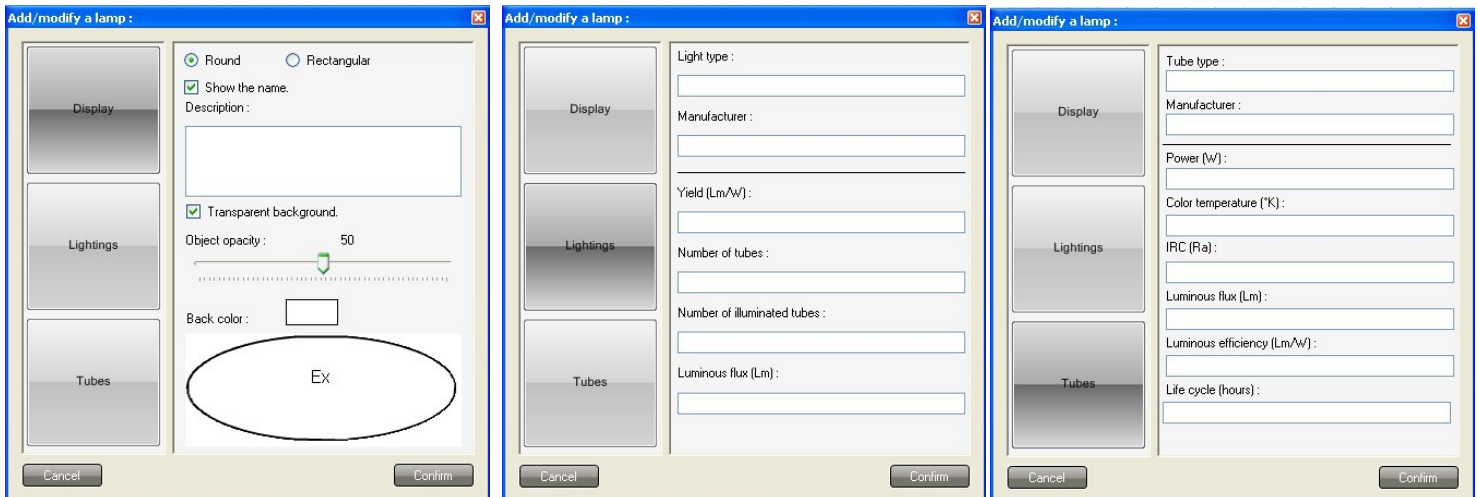 Add/modify a lamp :
Display
Lightings
Tubes
Round Rectangular
Show the name.
Description :
Transparent background.
Object opacity : 50
Back color :
Ex
Cancel Confirm
Add/modify a lamp :
Display
Lightings
Tubes
Light type :
Manufacturer :
Yield (Lm/W) :
Number of tubes :
Number of illuminated tubes :
Luminous flux (Lm) :
Cancel Confirm
Add/modify a lamp :
Display
Lightings
Tubes
Tube type :
Manufacturer :
Power (W) :
Color temperature (°K) :
IRC (Ra) :
Luminous flux (Lm) :
Luminous efficiency (Lm/W) :
Life cycle (hours) :
Cancel Confirm